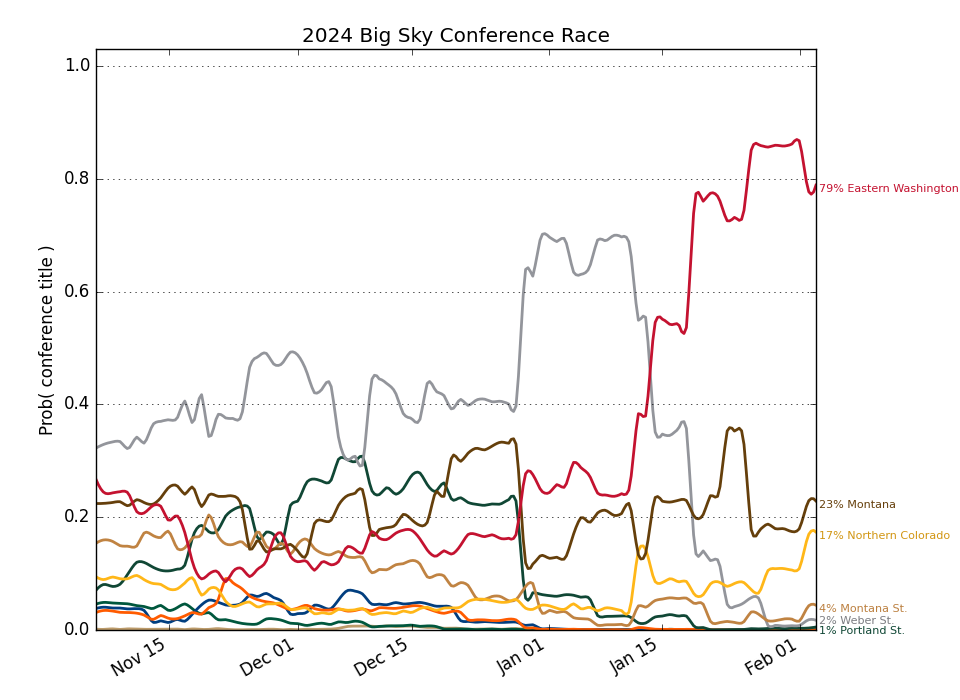 2024 Big Sky Conference Race
1.0
0.8
0.6
0.4
0.2
0.0
Prob( conference title )
Nov 15
Dec 01
Dec 15
Jan 01
Jan 15
Feb 01
79% Eastern Washington
23% Montana
17% Northern Colorado
4% Montana St.
2% Weber St.
1% Portland St.